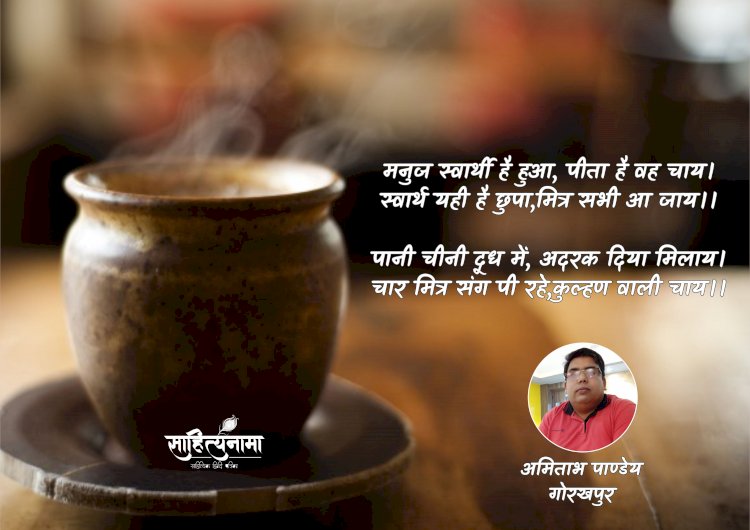 मनुज स्वार्थी है हुआ, पीता है वह चाय।
स्वार्थ यही है छुपा,मित्र सभी आ जाय।।
पानी चीनी दूध में, अदरक दिया मिलाय।
चार मित्र संग पी रहे,कुल्हण वाली चाय।।
साहित्यनामा
अमिताभ पाण्डेय
गोरखपुर